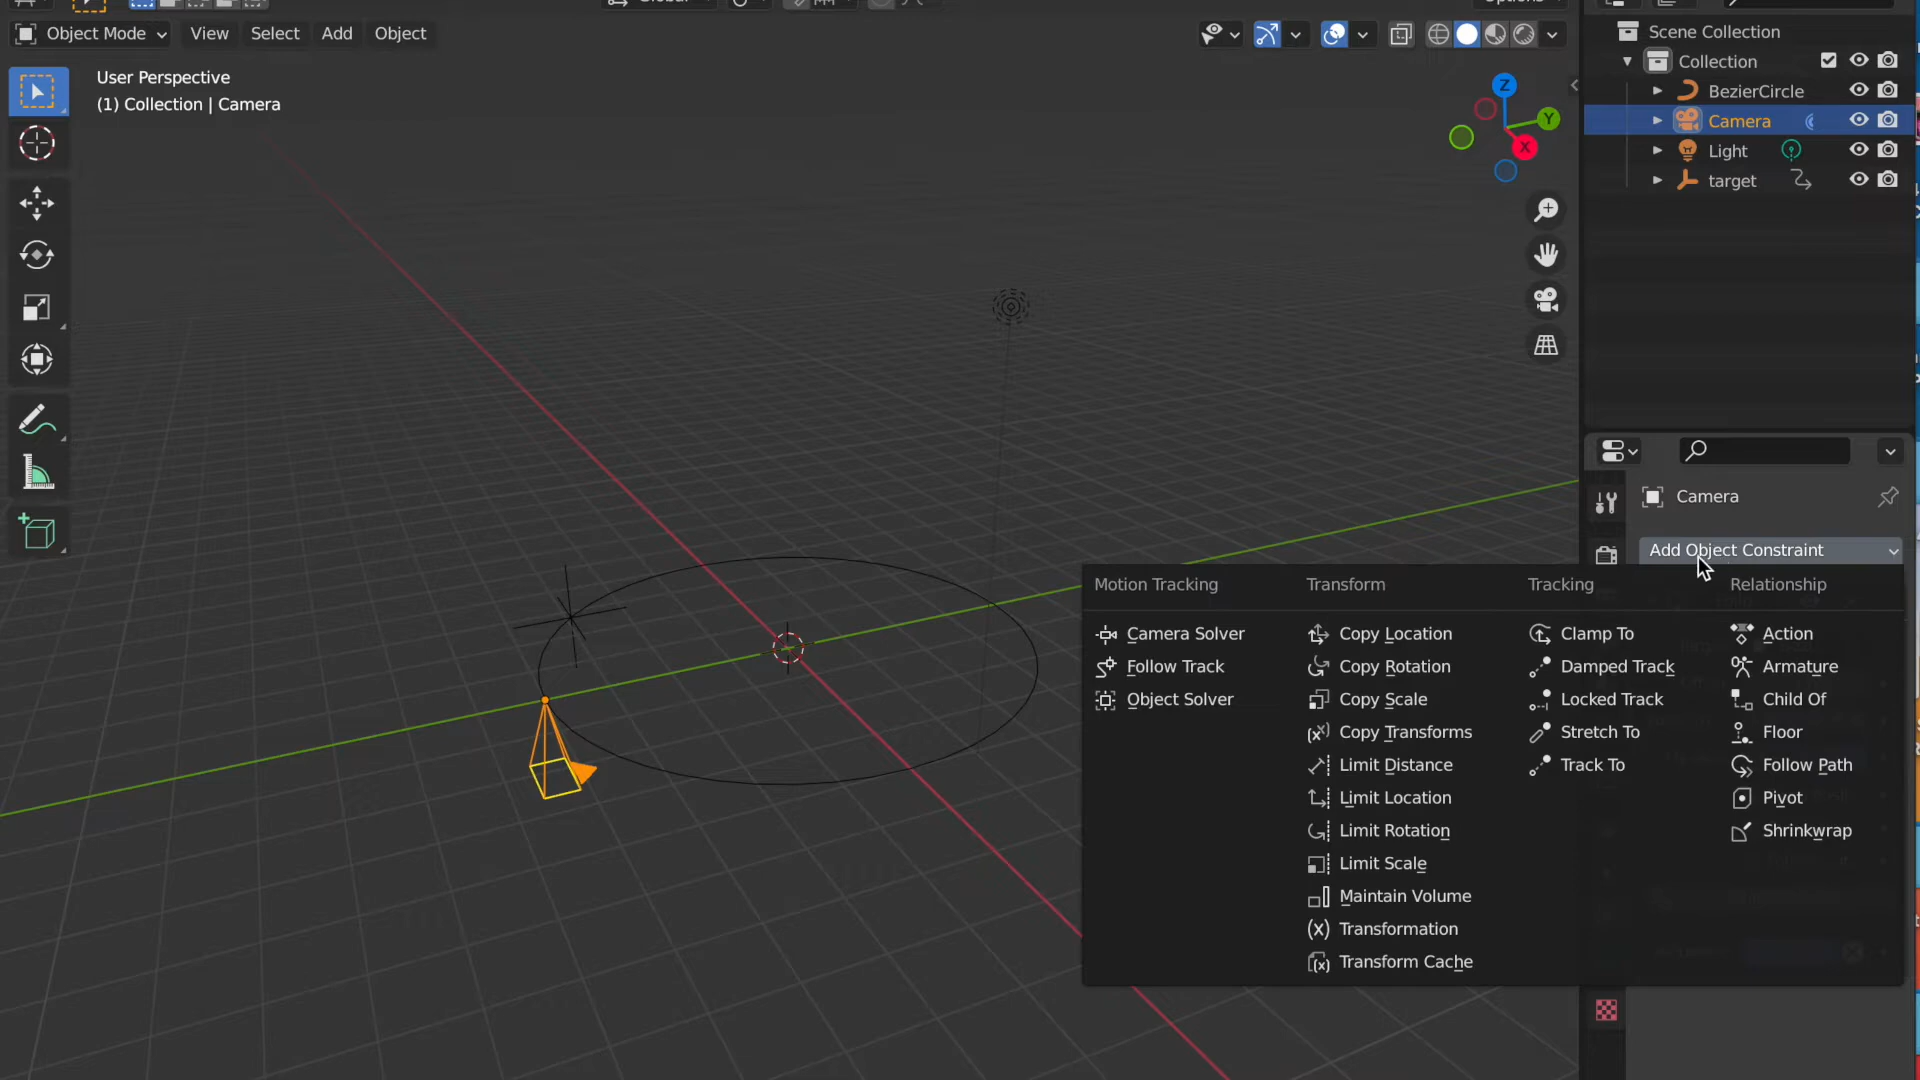 Global
Options
Object Mode View Select Add Object
User Perspective
(1) Collection | Camera
Z
Y
X
Scene Collection
Collection
BezierCircle
Camera
Light
target
Camera
Add Object Constraint
Motion Tracking Transform Tracking Relationship
Camera Solver Copy Location Clamp To Action
Follow Track Copy Rotation Damped Track Armature
Object Solver Copy Scale Locked Track Child Of
Copy Transforms Stretch To Floor
Limit Distance Track To Follow Path
Limit Location Pivot
Limit Rotation Shrinkwrap
Limit Scale
Maintain Volume
Transformation
Transform Cache